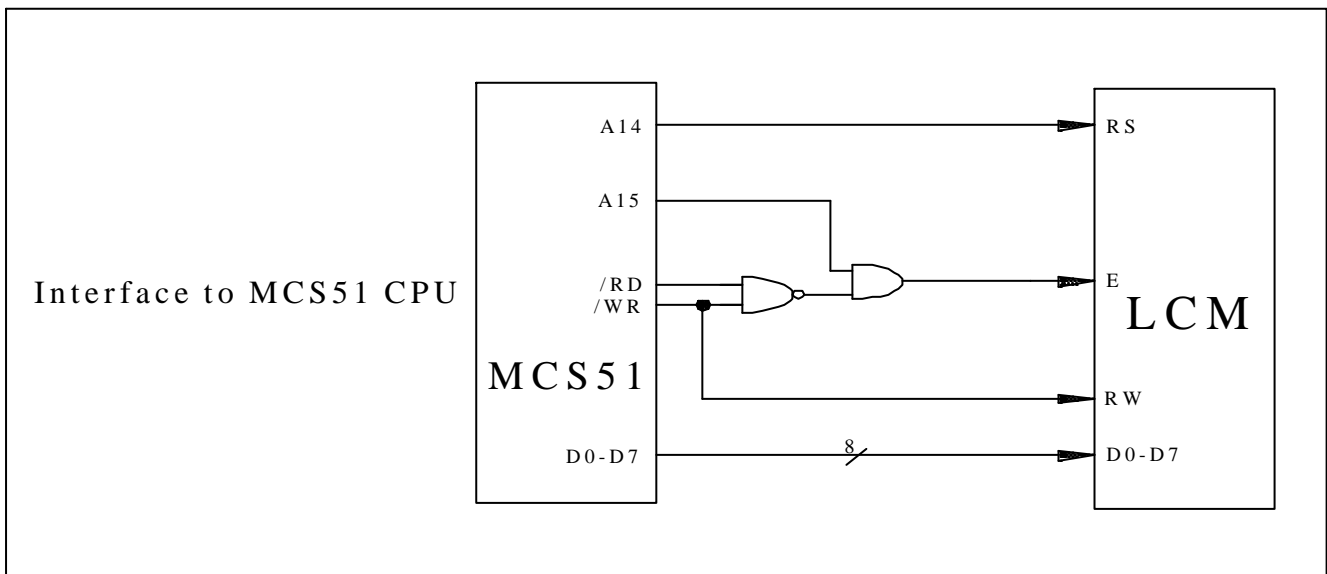 A14
RS
A15
Interface to MCS51 CPU
/RD
/WR
E
LCM
MCS51
RW
D0-D7
8
D0-D7